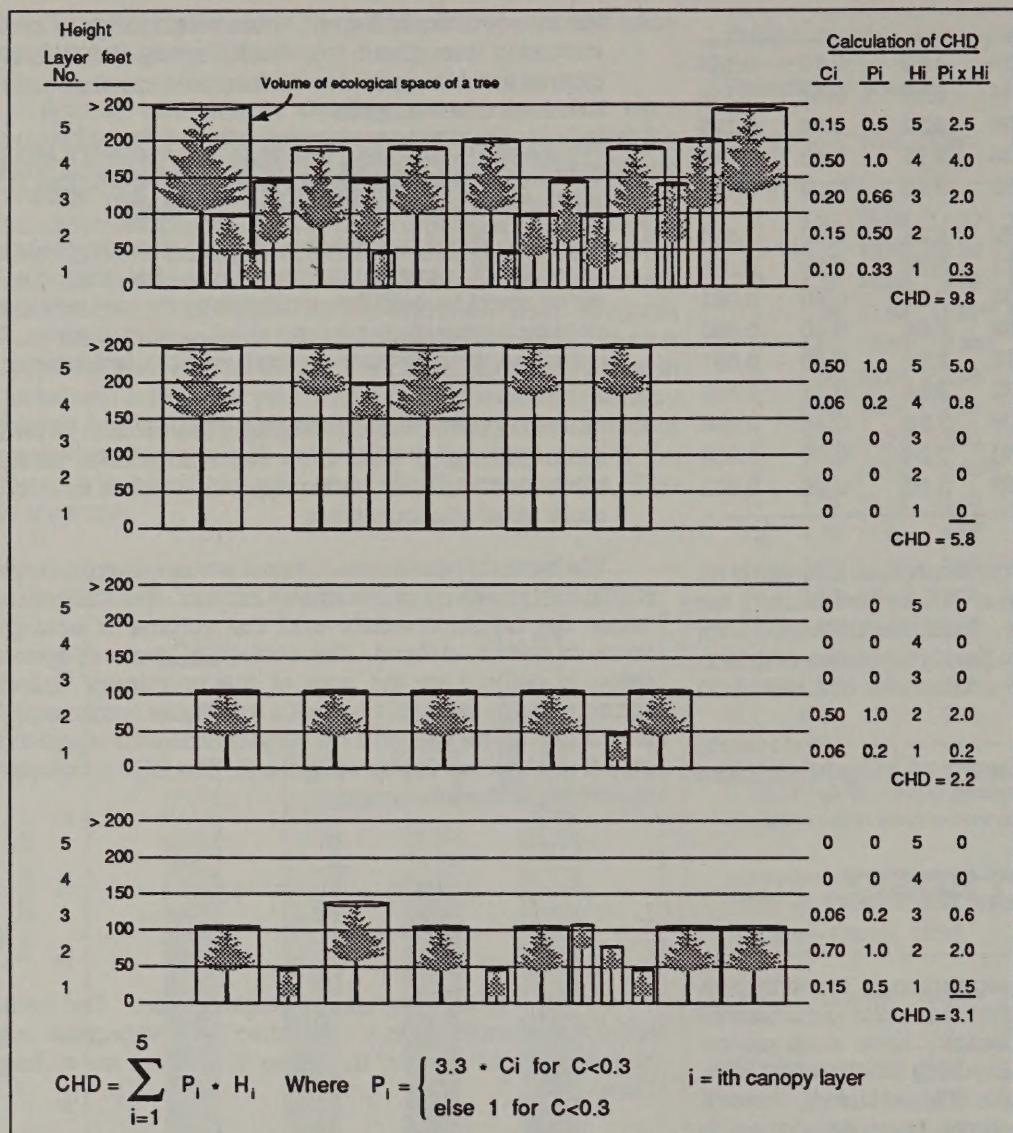 Height
Layer feet
No.
Calculation of CHD
Ci Pi Hi Pi x Hi
Volume of ecological space of a tree
> 200
5 0.15 0.5 5 2.5
200
4 0.50 1.0 4 4.0
150
3 0.20 0.66 3 2.0
100
2 0.15 0.50 2 1.0
50
1 0.10 0.33 1 0.3
0
CHD = 9.8
> 200
5 0.50 1.0 5 5.0
200
4 0.06 0.2 4 0.8
150
3 0 0 3 0
100
2 0 0 2 0
50
1 0 0 1 0
0
CHD = 5.8
> 200
5 0 0 5 0
200
4 0 0 4 0
150
3 0 0 3 0
100
2 0.50 1.0 2 2.0
50
1 0.06 0.2 1 0.2
0
CHD = 2.2
> 200
5 0 0 5 0
200
4 0 0 4 0
150
3 0.06 0.2 3 0.6
100
2 0.70 1.0 2 2.0
50
1 0.15 0.5 1 0.5
0
CHD = 3.1
5
CHD = ∑ Pi • Hi Where Pi = { 3.3 • Ci for C<0.3
else 1 for C<0.3
i=1
i = ith canopy layer